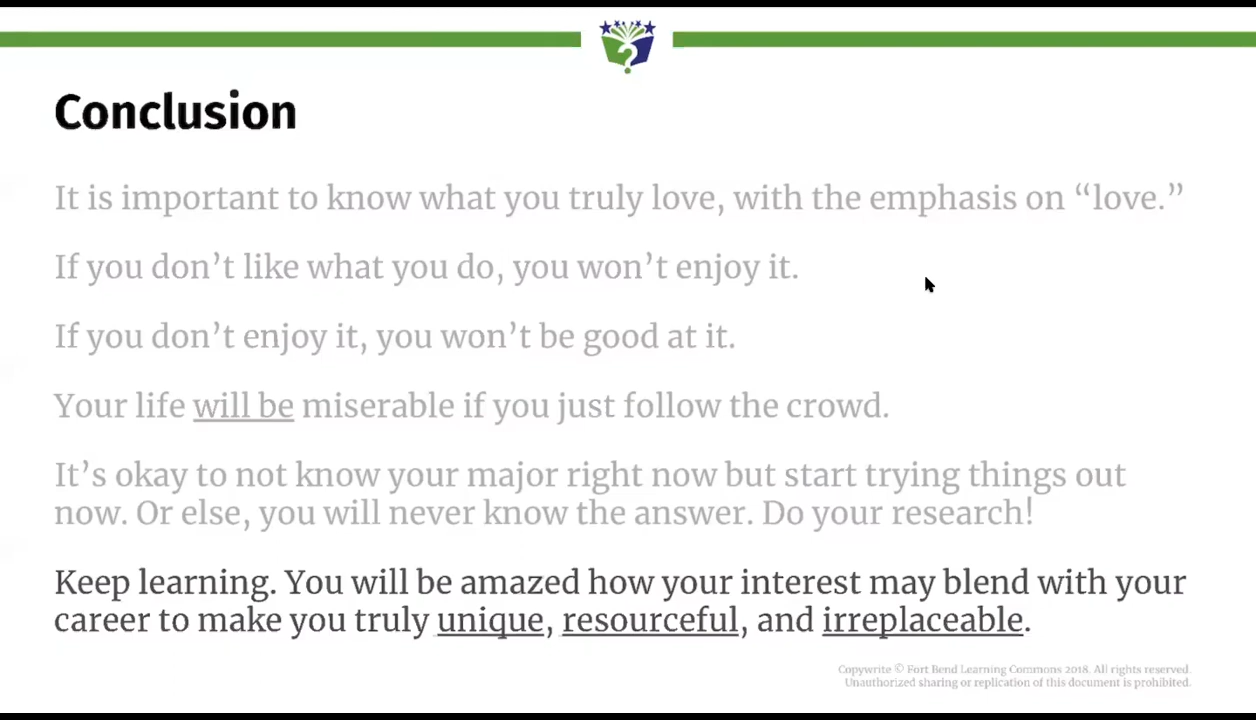 Conclusion
It is important to know what you truly love, with the emphasis on “love.”
If you don’t like what you do, you won’t enjoy it.
If you don’t enjoy it, you won’t be good at it.
Your life will be miserable if you just follow the crowd.
It’s okay to not know your major right now but start trying things out
now. Or else, you will never know the answer. Do your research!
Keep learning. You will be amazed how your interest may blend with your
career to make you truly unique, resourceful, and irreplaceable.
Copywrite © Fort Bend Learning Commons 2018. All rights reserved.
Unauthorized sharing or replication of this document is prohibited.